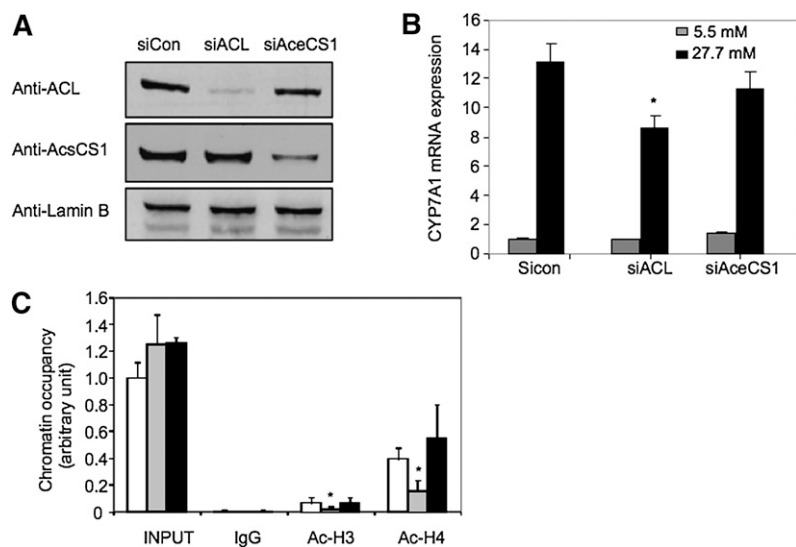 A
siCon siACL siAceCS1
Anti-ACL
Anti-AcsCS1
Anti-Lamin B
B
CYP7A1 mRNA expression
16
14
12
10
8
6
4
2
0
5.5 mM
27.7 mM
*
Sicon siACL siAceCS1
C
Chromatin occupancy
(arbitrary unit)
1.6
1.4
1.2
1.0
0.8
0.6
0.4
0.2
0
* *
INPUT IgG Ac-H3 Ac-H4